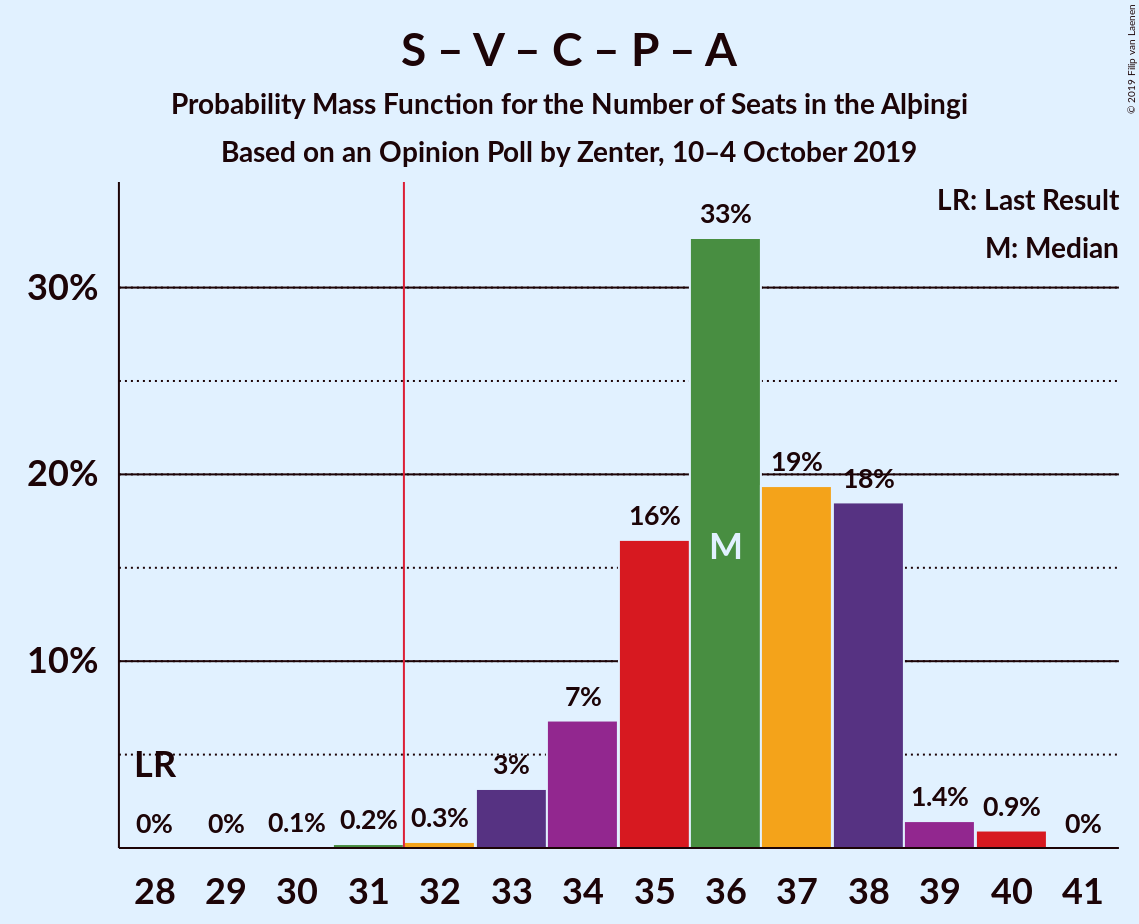 S – V – C – P – A
Probability Mass Function for the Number of Seats in the Alþingi
Based on an Opinion Poll by Zenter, 10–4 October 2019
© 2019 Filip van Laenen
LR: Last Result
M: Median
30%
20%
10%
LR
0%
0%
0.1%
0.2%
0.3%
3%
7%
16%
33%
M
19%
18%
1.4%
0.9%
0%
28 29 30 31 32 33 34 35 36 37 38 39 40 41